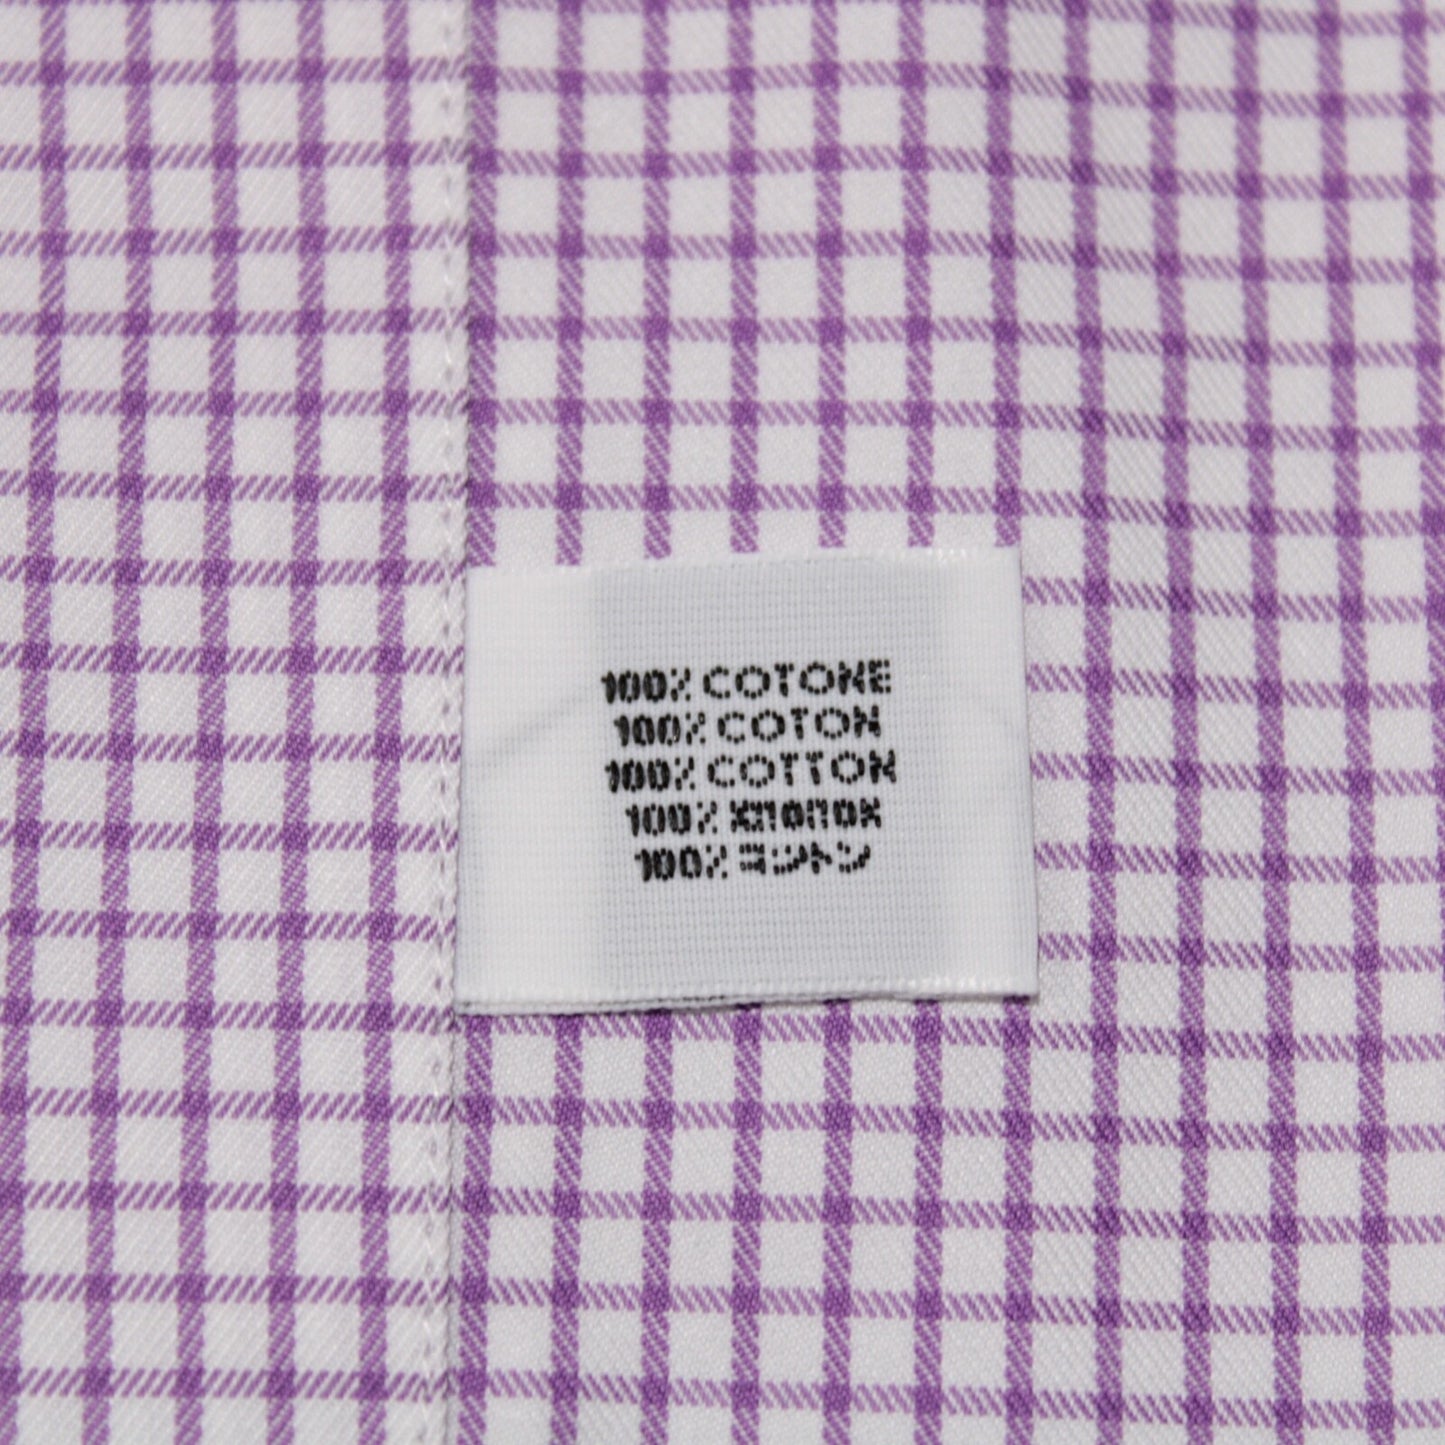 100% COTONE
100% COTON
100% COTTON
100% ХЛОПОК
100% コットン